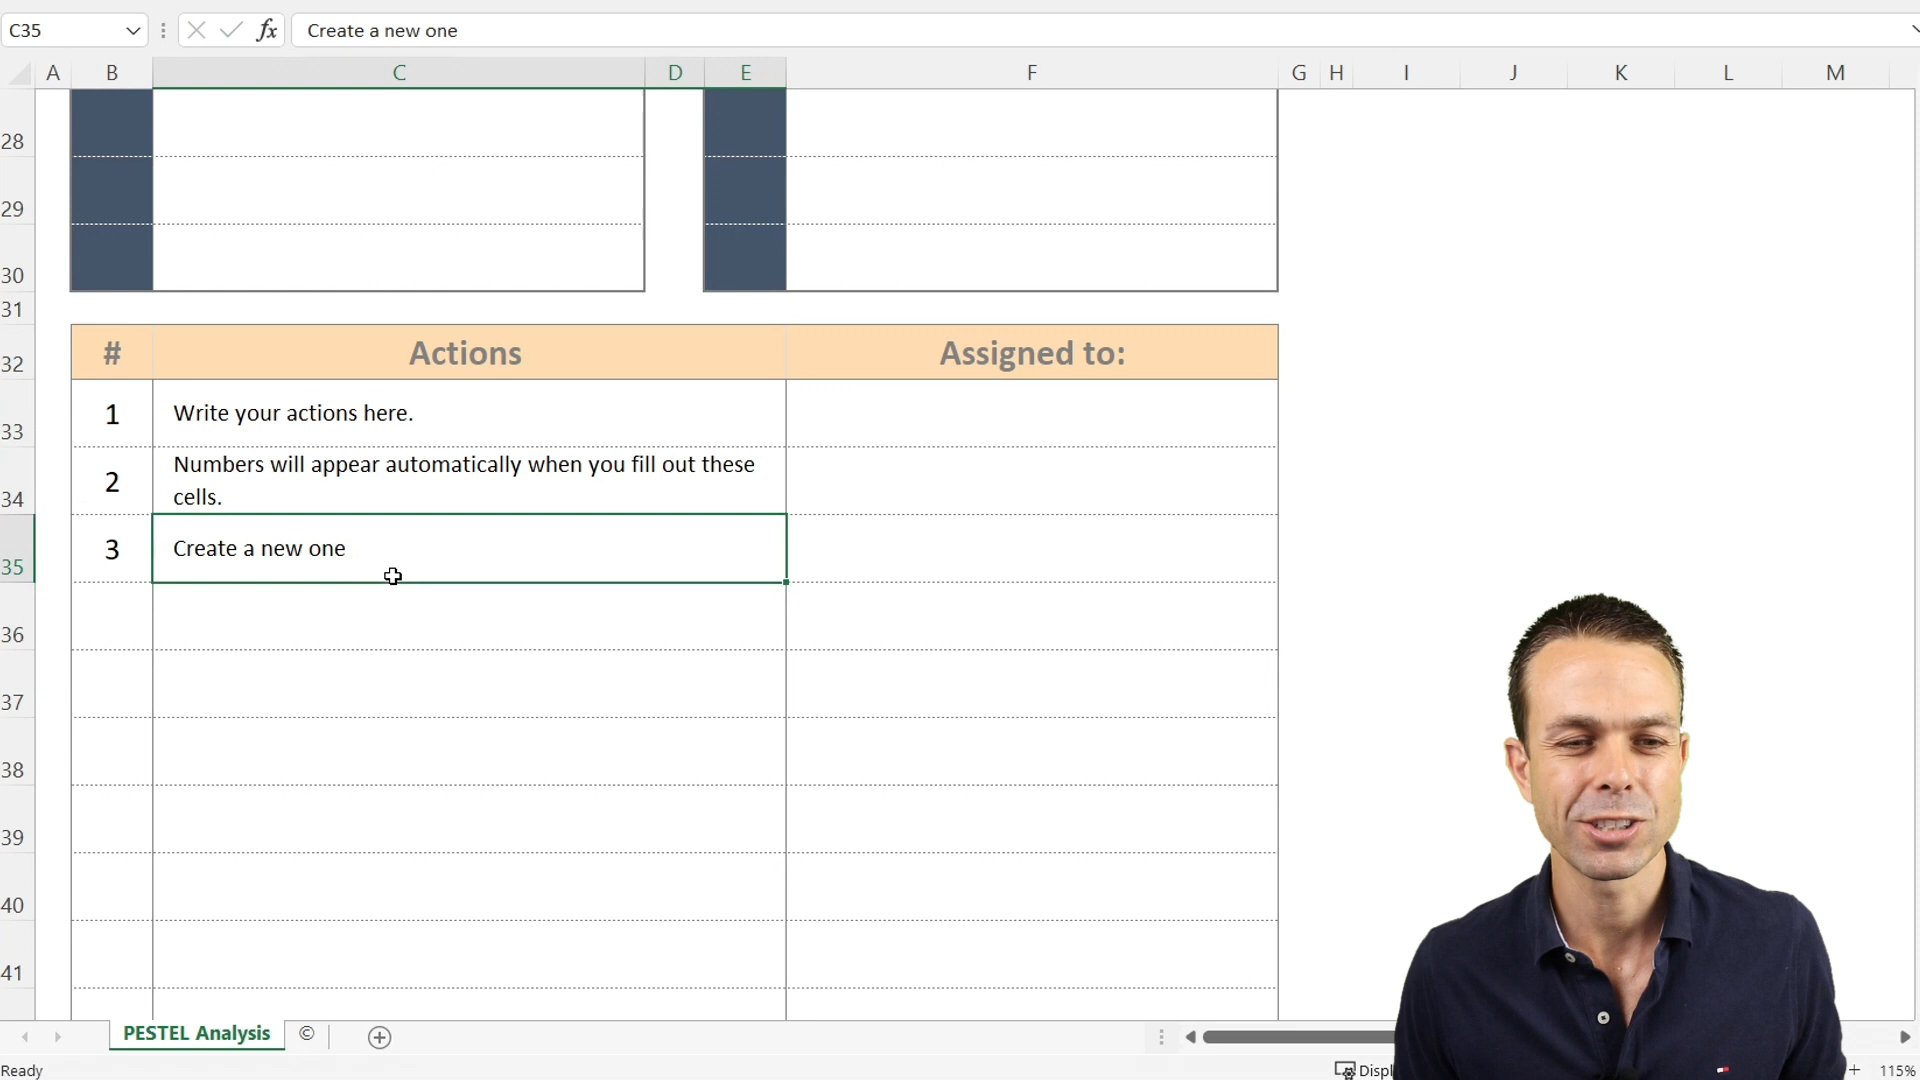 C35 fx Create a new one
A B C D E F G H I J K L M
28
29
30
31
32 # Actions Assigned to:
33 1 Write your actions here.
34 2 Numbers will appear automatically when you fill out these
cells.
35 3 Create a new one
36
37
38
39
40
41
PESTEL Analysis ©
Ready + 115%